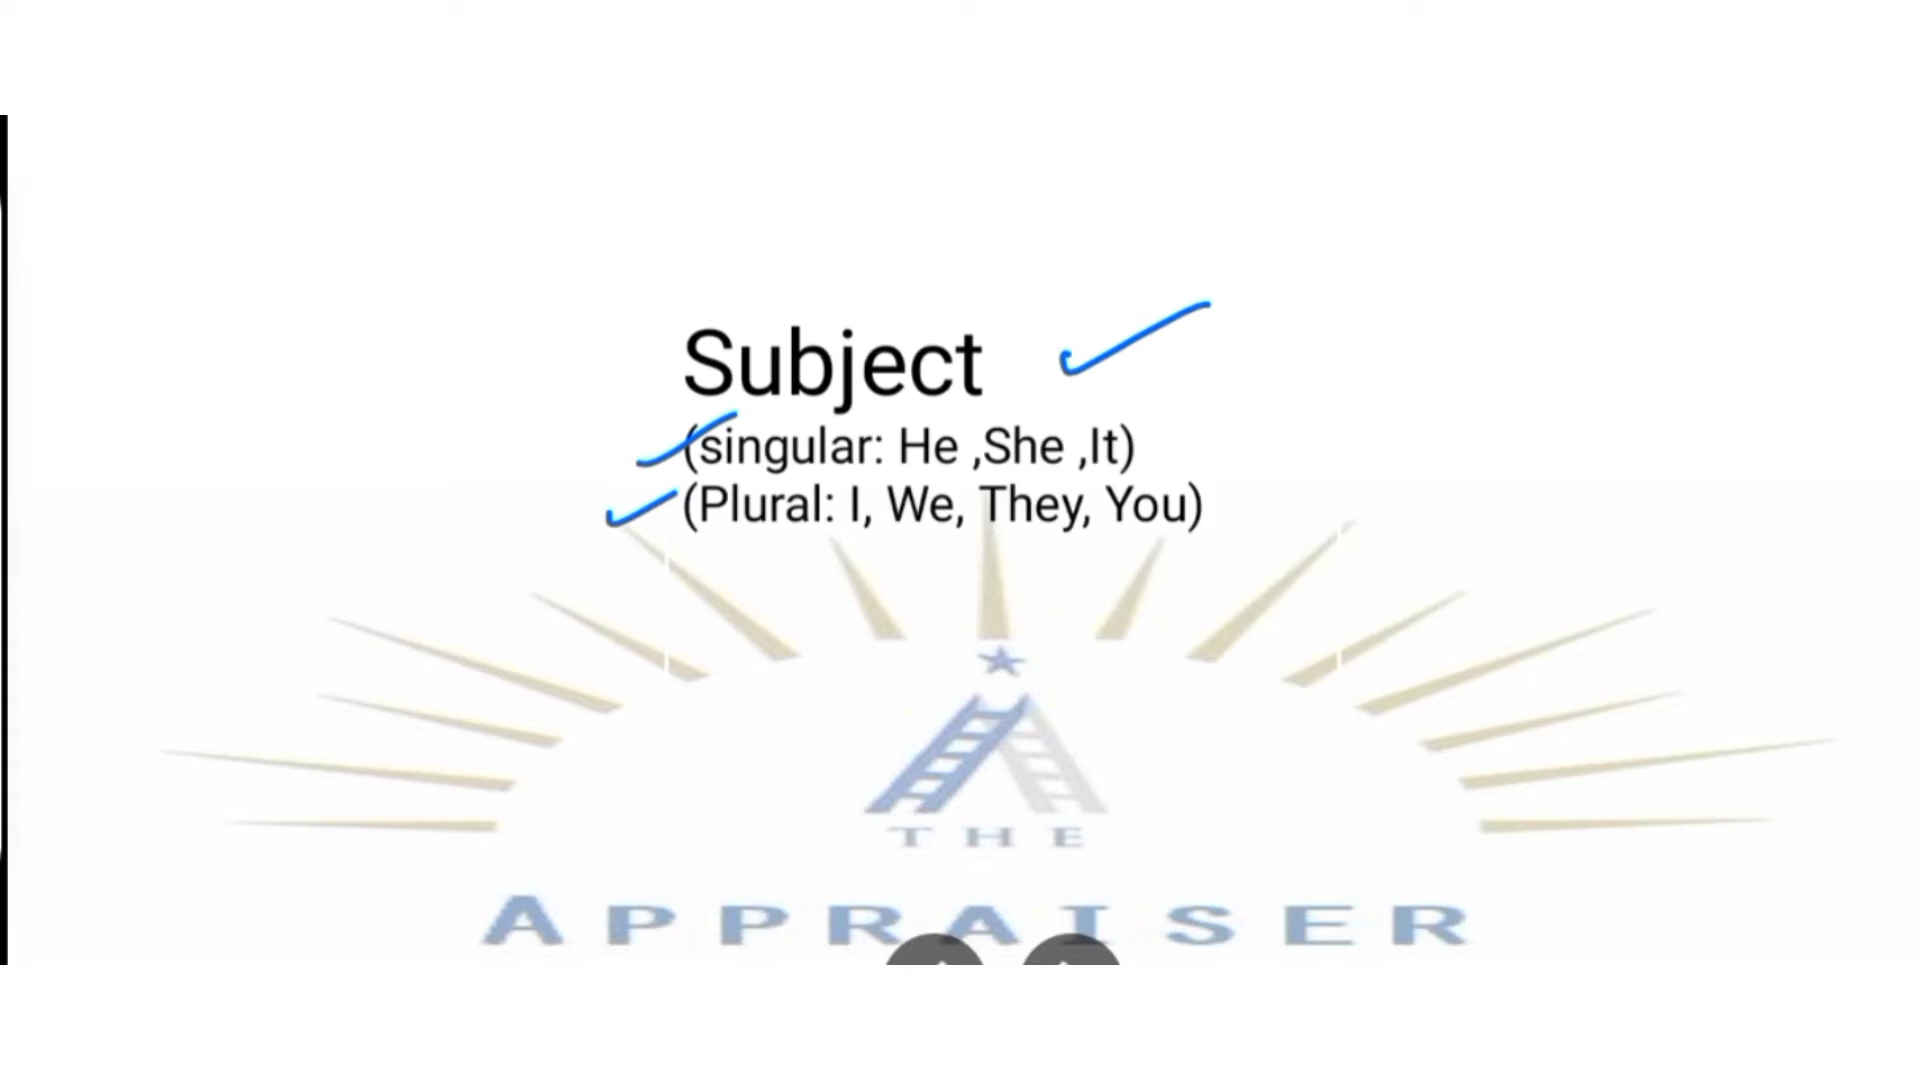 Subject
(singular: He ,She ,It)
(Plural: I, We, They, You)
THE
APPRAISER